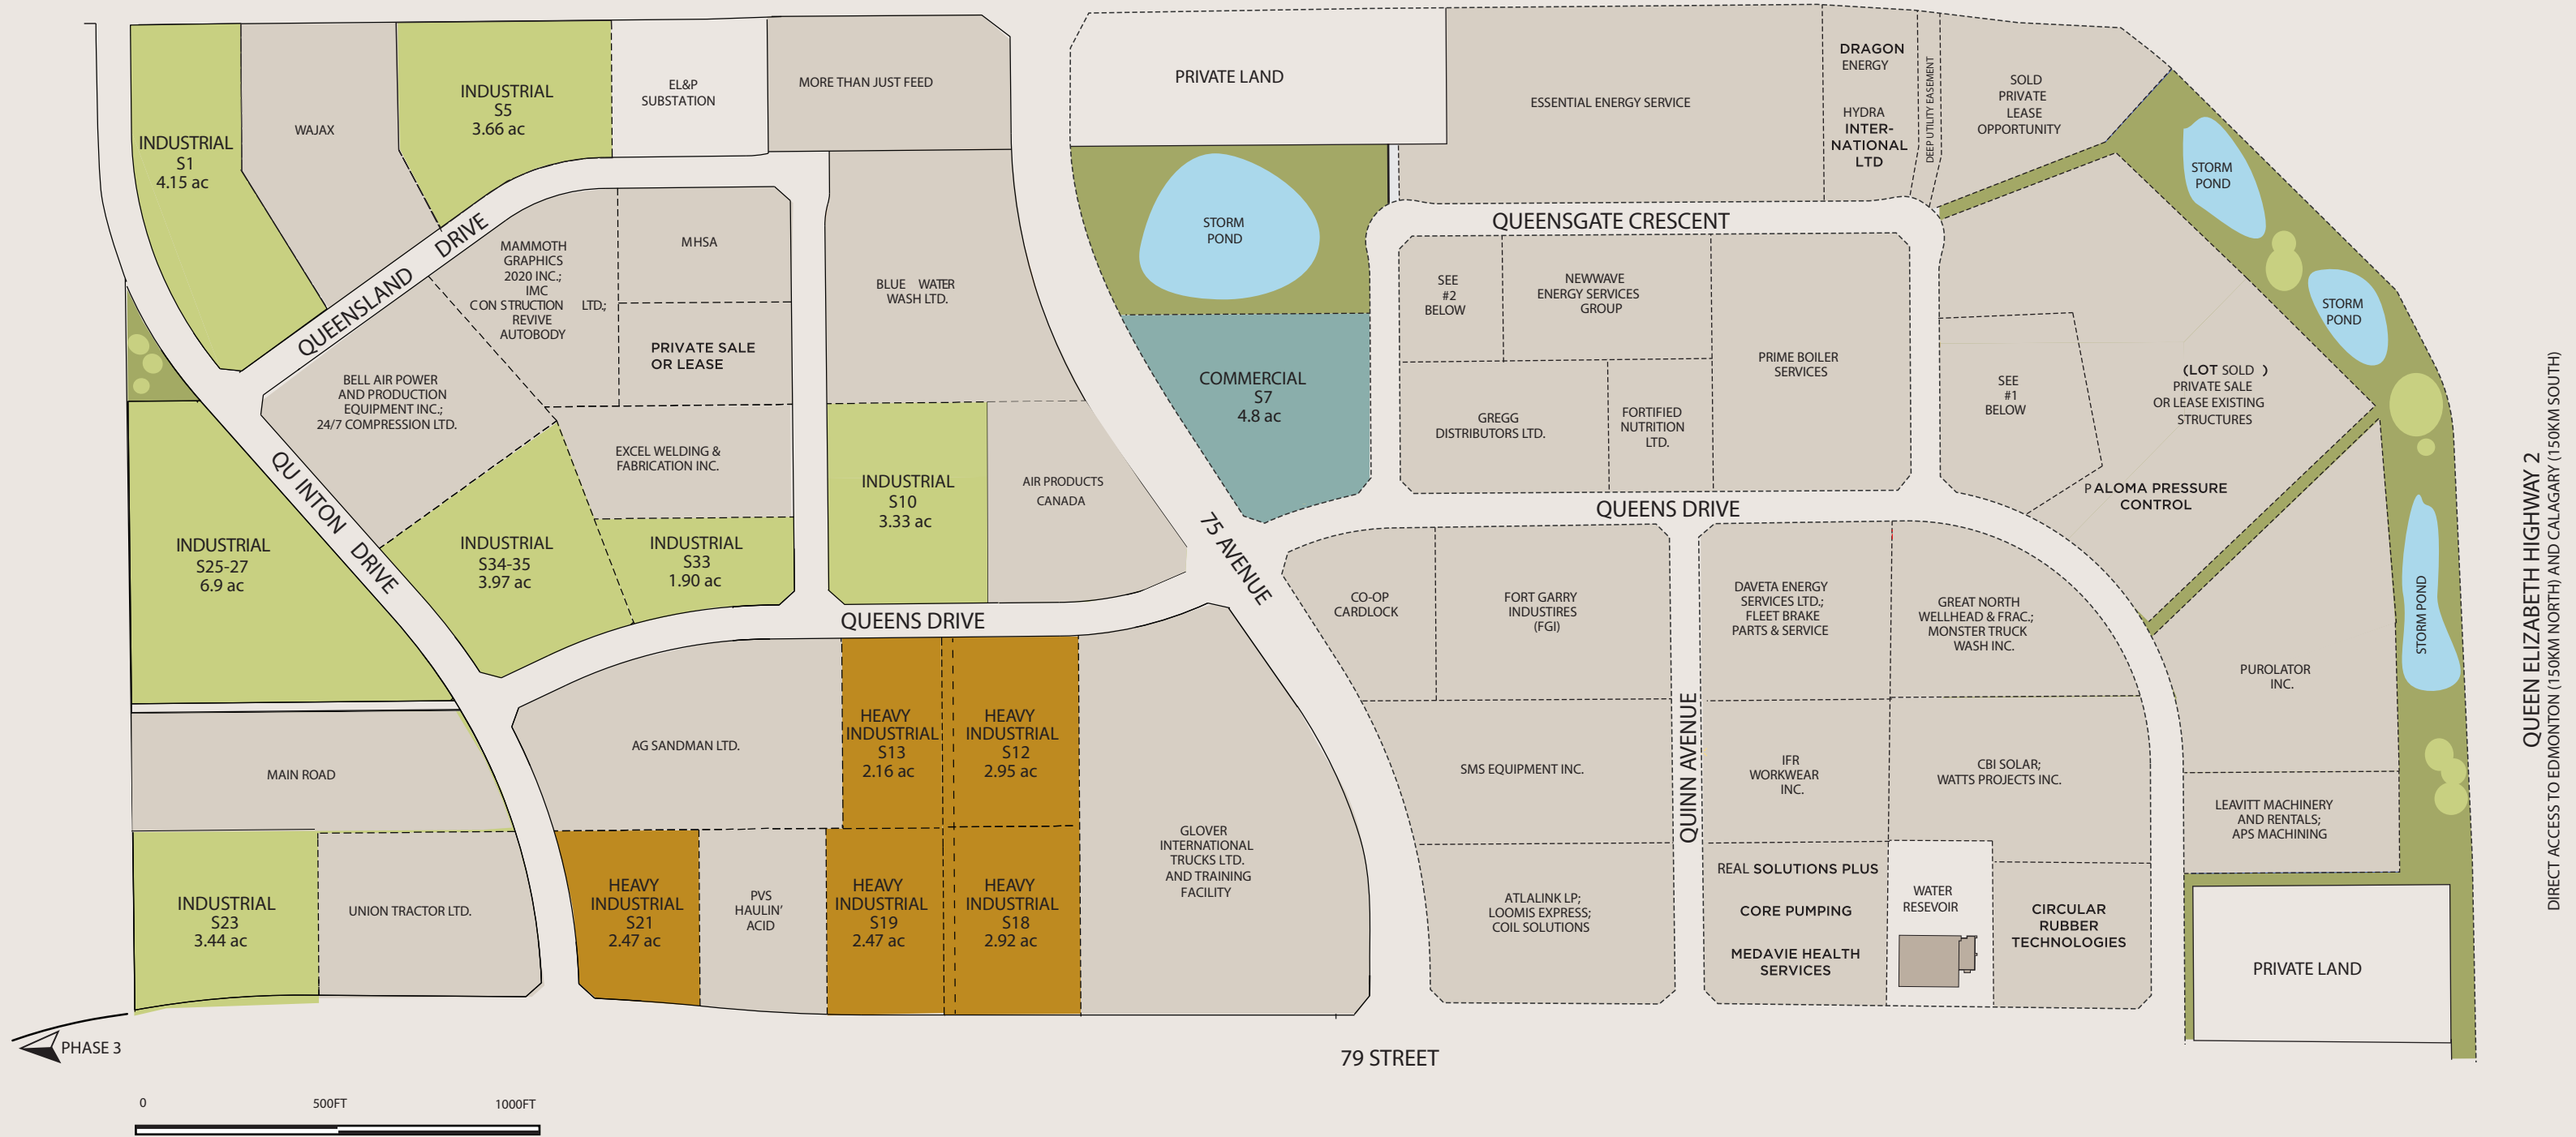 INDUSTRIAL
S1
4.15 ac
WAJAX
INDUSTRIAL
S5
3.66 ac
EL&P
SUBSTATION
MORE THAN JUST FEED
PRIVATE LAND
ESSENTIAL ENERGY SERVICE
DRAGON
ENERGY
HYDRA
INTER-
NATIONAL
LTD
DEEP UTILITY EASEMENT
SOLD
PRIVATE
LEASE
OPPORTUNITY
STORM
POND
STORM
POND
STORM
POND
QUEENSGATE CRESCENT
QUEENSLAND DRIVE
MAMMOTH
GRAPHICS
2020 INC.;
IMC
CON STRUCTION LTD;
REVIVE
AUTOBODY
MHSA
PRIVATE SALE
OR LEASE
BLUE WATER
WASH LTD.
SEE
#2
BELOW
NEWWAVE
ENERGY SERVICES
GROUP
PRIME BOILER
SERVICES
GREGG
DISTRIBUTORS LTD.
FORTIFIED
NUTRITION
LTD.
SEE
#1
BELOW
(LOT SOLD )
PRIVATE SALE
OR LEASE EXISTING
STRUCTURES
PALOMA PRESSURE
CONTROL
COMMERCIAL
S7
4.8 ac
BELL AIR POWER
AND PRODUCTION
EQUIPMENT INC.;
24/7 COMPRESSION LTD.
EXCEL WELDING &
FABRICATION INC.
INDUSTRIAL
S10
3.33 ac
AIR PRODUCTS
CANADA
QU INTON DRIVE
INDUSTRIAL
S25-27
6.9 ac
INDUSTRIAL
S34-35
3.97 ac
INDUSTRIAL
S33
1.90 ac
75 AVENUE
QUEENS DRIVE
QUEENS DRIVE
CO-OP
CARDLOCK
FORT GARRY
INDUSTIRES
(FGI)
DAVETA ENERGY
SERVICES LTD.;
FLEET BRAKE
PARTS & SERVICE
GREAT NORTH
WELLHEAD & FRAC.;
MONSTER TRUCK
WASH INC.
STORM POND
PUROLATOR
INC.
QUEEN ELIZABETH HIGHWAY 2
DIRECT ACCESS TO EDMONTON (150KM NORTH) AND CALAGARY (150KM SOUTH)
MAIN ROAD
AG SANDMAN LTD.
HEAVY
INDUSTRIAL
S13
2.16 ac
HEAVY
INDUSTRIAL
S12
2.95 ac
SMS EQUIPMENT INC.
QUINN AVENUE
IFR
WORKWEAR
INC.
CBI SOLAR;
WATTS PROJECTS INC.
LEAVITT MACHINERY
AND RENTALS;
APS MACHINING
GLOVER
INTERNATIONAL
TRUCKS LTD.
AND TRAINING
FACILITY
INDUSTRIAL
S23
3.44 ac
UNION TRACTOR LTD.
HEAVY
INDUSTRIAL
S21
2.47 ac
PVS
HAULIN'
ACID
HEAVY
INDUSTRIAL
S19
2.47 ac
HEAVY
INDUSTRIAL
S18
2.92 ac
ATLALINK LP;
LOOMIS EXPRESS;
COIL SOLUTIONS
REAL SOLUTIONS PLUS
CORE PUMPING
MEDAVIE HEALTH
SERVICES
WATER
RESEVOIR
CIRCULAR
RUBBER
TECHNOLOGIES
PRIVATE LAND
PHASE 3
79 STREET
0 500FT 1000FT